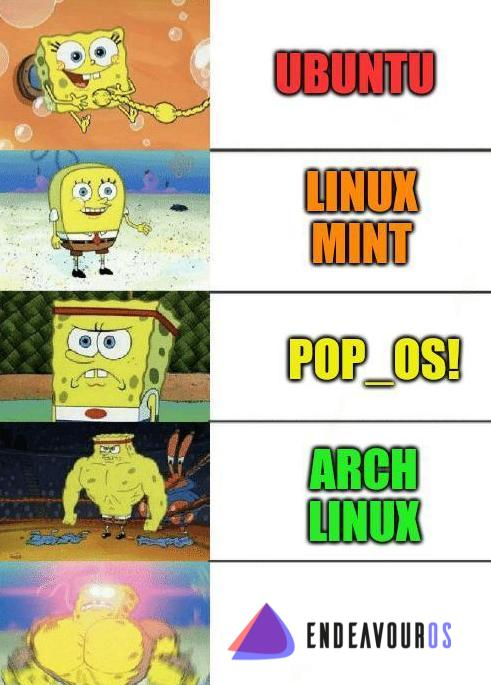 UBUNTU
LINUX
MINT
POP_OS!
ARCH
LINUX
ENDEAVOUROS